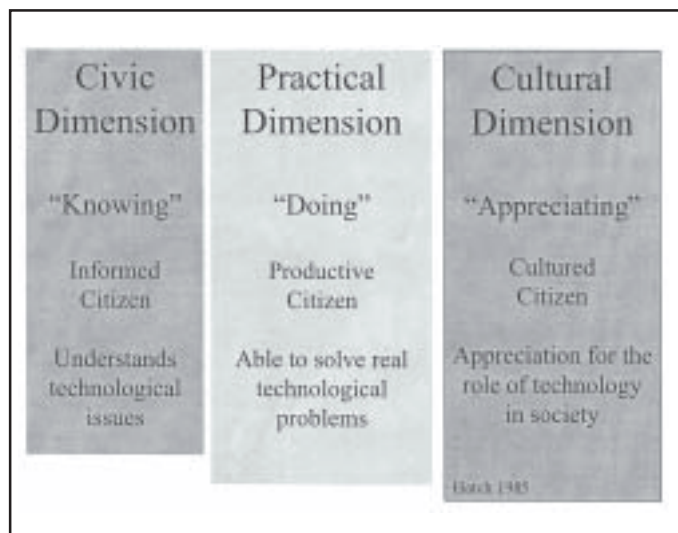 Civic
Dimension
“Knowing”
Informed
Citizen
Understands
technological
issues
Practical
Dimension
“Doing”
Productive
Citizen
Able to solve real
technological
problems
Cultural
Dimension
“Appreciating”
Cultured
Citizen
Appreciation for the
role of technology
in society
1985